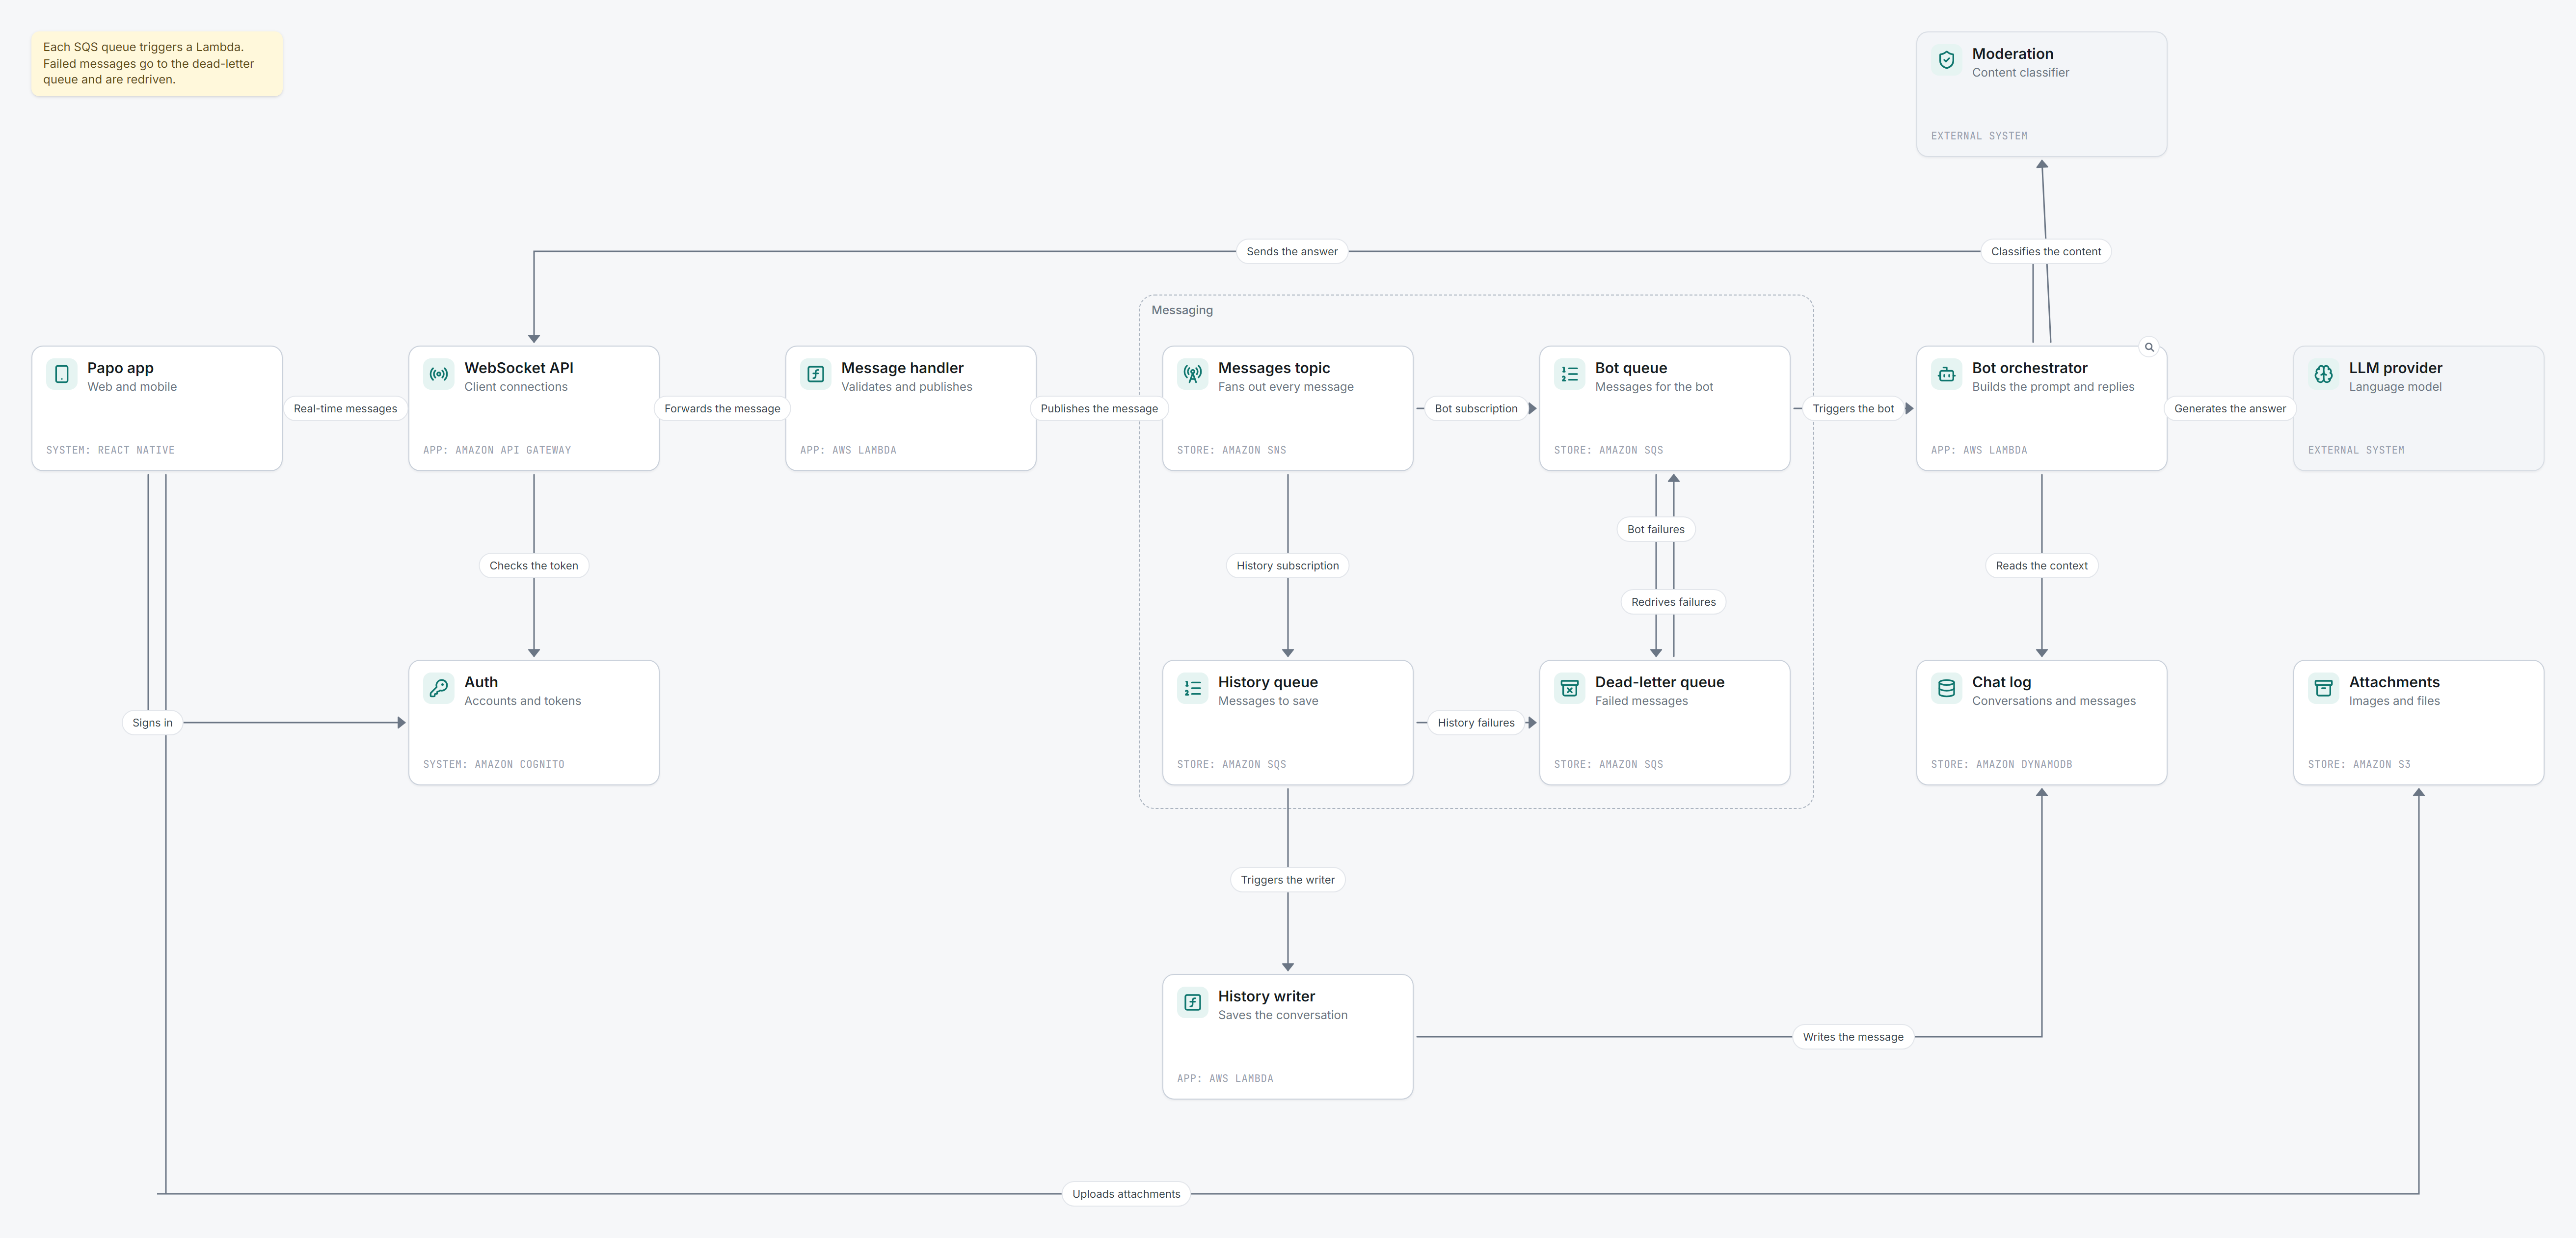 Each SQS queue triggers a Lambda.
Failed messages go to the dead-letter
queue and are redriven.
Moderation
Content classifier
EXTERNAL SYSTEM
Sends the answer
Classifies the content
Messaging
Papo app
Web and mobile
SYSTEM: REACT NATIVE
Real-time messages
WebSocket API
Client connections
APP: AMAZON API GATEWAY
Forwards the message
Message handler
Validates and publishes
APP: AWS LAMBDA
Publishes the message
Messages topic
Fans out every message
STORE: AMAZON SNS
Bot subscription
Bot queue
Messages for the bot
STORE: AMAZON SQS
Triggers the bot
Bot orchestrator
Builds the prompt and replies
APP: AWS LAMBDA
Generates the answer
LLM provider
Language model
EXTERNAL SYSTEM
Checks the token
History subscription
Bot failures
Redrives failures
Reads the context
Signs in
Auth
Accounts and tokens
SYSTEM: AMAZON COGNITO
History queue
Messages to save
STORE: AMAZON SQS
History failures
Dead-letter queue
Failed messages
STORE: AMAZON SQS
Chat log
Conversations and messages
STORE: AMAZON DYNAMODB
Attachments
Images and files
STORE: AMAZON S3
Triggers the writer
History writer
Saves the conversation
APP: AWS LAMBDA
Writes the message
Uploads attachments